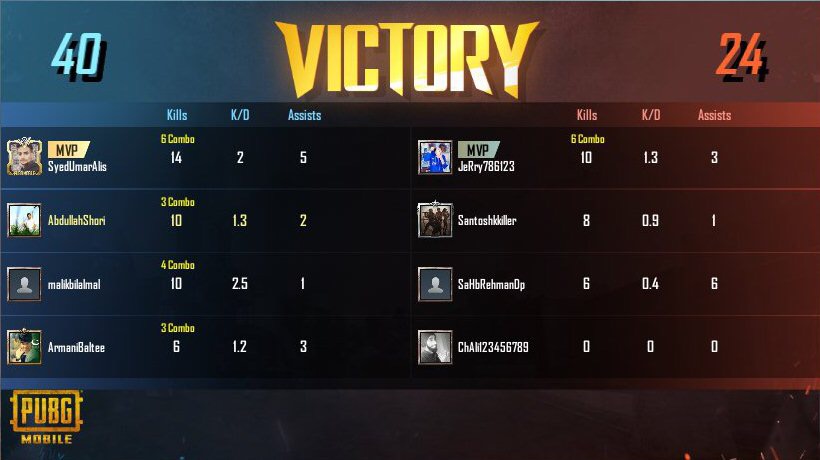 40 VICTORY 24
Kills K/D Assists Kills K/D Assists
MVP 6 Combo MVP 6 Combo
SyedUmarAlis 14 2 5 JeRry786123 10 1.3 3
3 Combo
AbdullahShori 10 1.3 2 Santoshkkiller 8 0.9 1
4 Combo
malikbilalmal 10 2.5 1 SaHbRehmanOp 6 0.4 6
3 Combo
ArmaniBaltee 6 1.2 3 ChAli123456789 0 0 0
PUBG
MOBILE